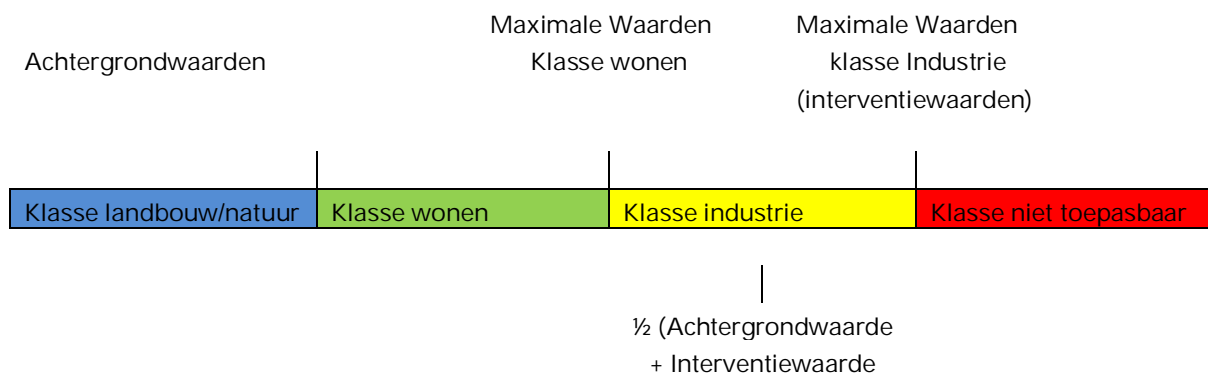 Achtergrondwaarden
Maximale Waarden
Klasse wonen
Maximale Waarden
klasse Industrie
(interventiewaarden)
Klasse landbouw/natuur
Klasse wonen
Klasse industrie
Klasse niet toepasbaar
½ (Achtergrondwaarde
+ Interventiewaarde